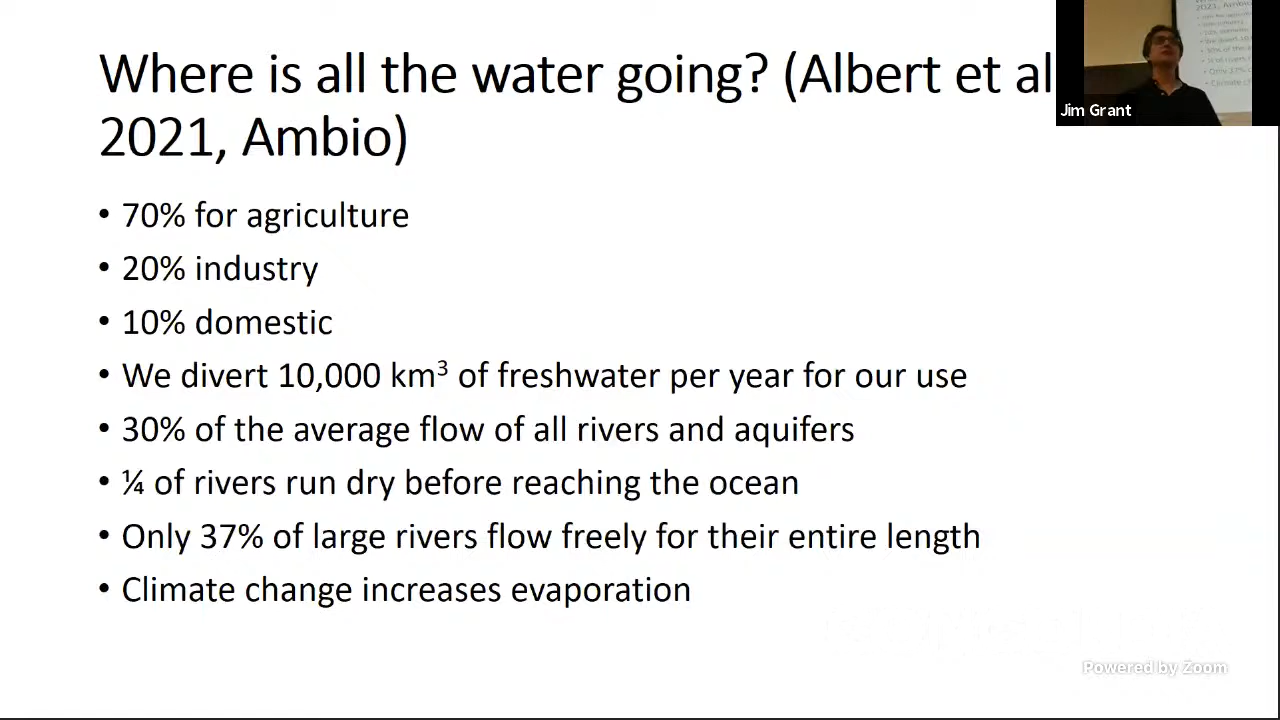 Where is all the water going? (Albert et al
2021, Ambio)
Jim Grant
• 70% for agriculture
• 20% industry
• 10% domestic
• We divert 10,000 km³ of freshwater per year for our use
• 30% of the average flow of all rivers and aquifers
• ¼ of rivers run dry before reaching the ocean
• Only 37% of large rivers flow freely for their entire length
• Climate change increases evaporation
Powered by Zoom